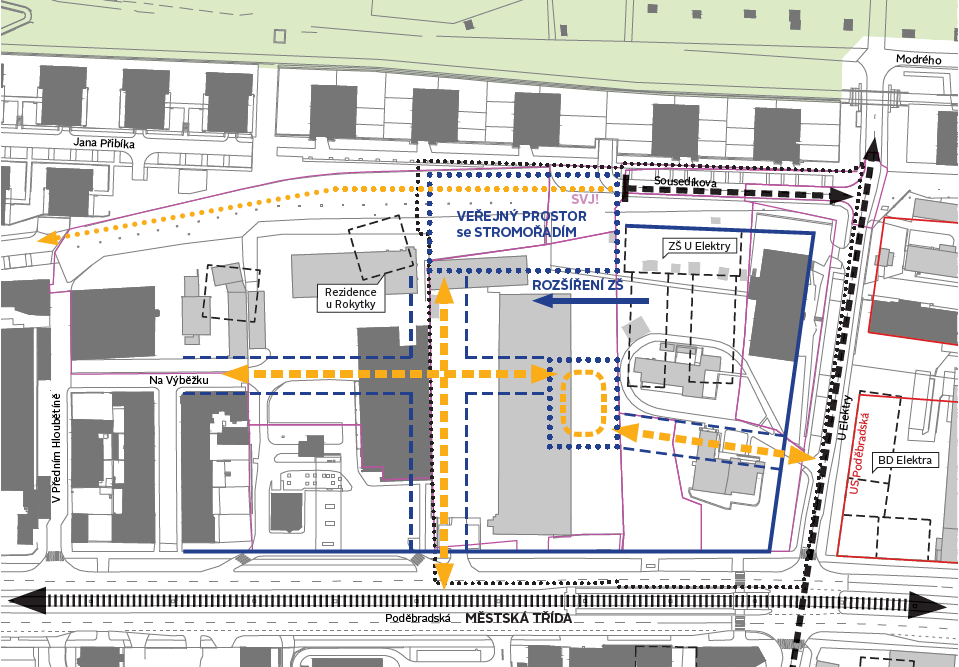 Modrého
Jana Přibíka
Sousedíkova
SVJ!
VEŘEJNÝ PROSTOR
se STROMOŘADÍM
ZŠ U Elektry
ROZŠÍŘENÍ ZŠ
Rezidence
u Rokytky
Na Výběžku
V Předním Hloubětíně
U Elektry
US Poděbradská
BD Elektra
Poděbradská
MĚSTSKÁ TŘÍDA